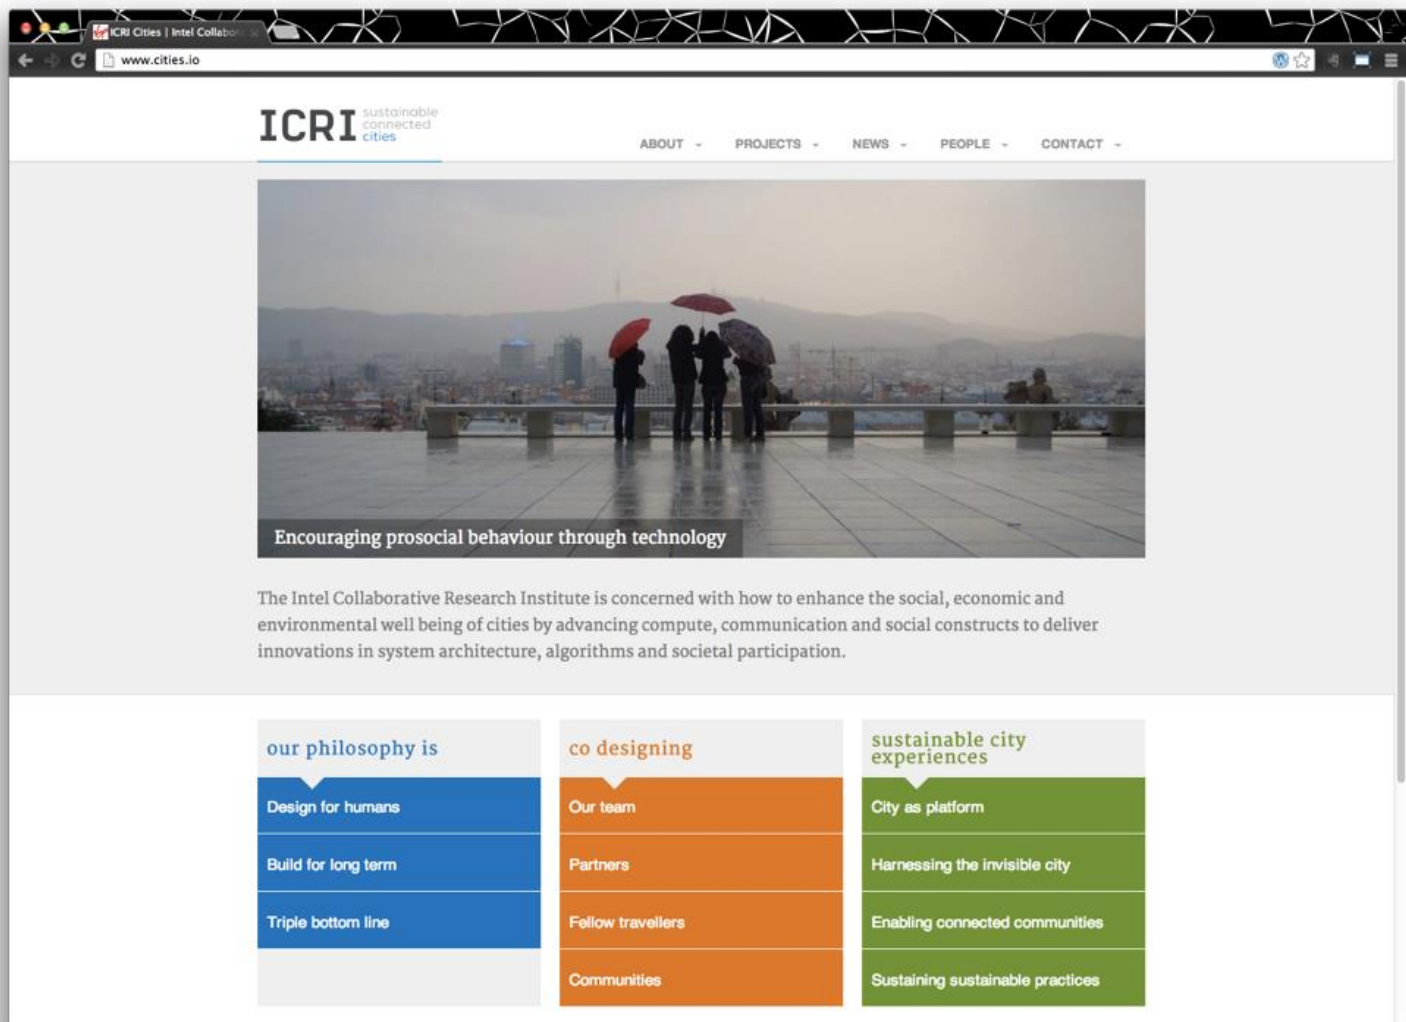 ICRI Cities | Intel Collabor
www.cities.io
ICRI
sustainable
connected
cities
ABOUT
PROJECTS
NEWS
PEOPLE
CONTACT
Encouraging prosocial behaviour through technology
The Intel Collaborative Research Institute is concerned with how to enhance the social, economic and
environmental well being of cities by advancing compute, communication and social constructs to deliver
innovations in system architecture, algorithms and societal participation.
our philosophy is
Design for humans
Build for long term
Triple bottom line
co designing
Our team
Partners
Fellow travellers
Communities
sustainable city
experiences
City as platform
Harnessing the invisible city
Enabling connected communities
Sustaining sustainable practices